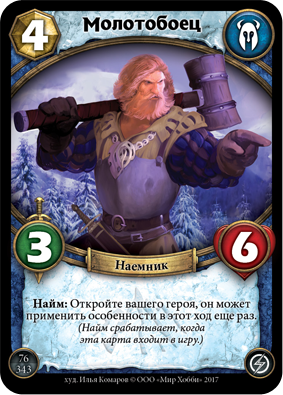 4
Молотобоец
3
Наемник
6
Найм: Откройте вашего героя, он может
применить особенности в этот ход еще раз.
(Найм срабатывает, когда
эта карта входит в игру.)
76
343
худ. Илья Комаров © ООО «Мир Хобби» 2017